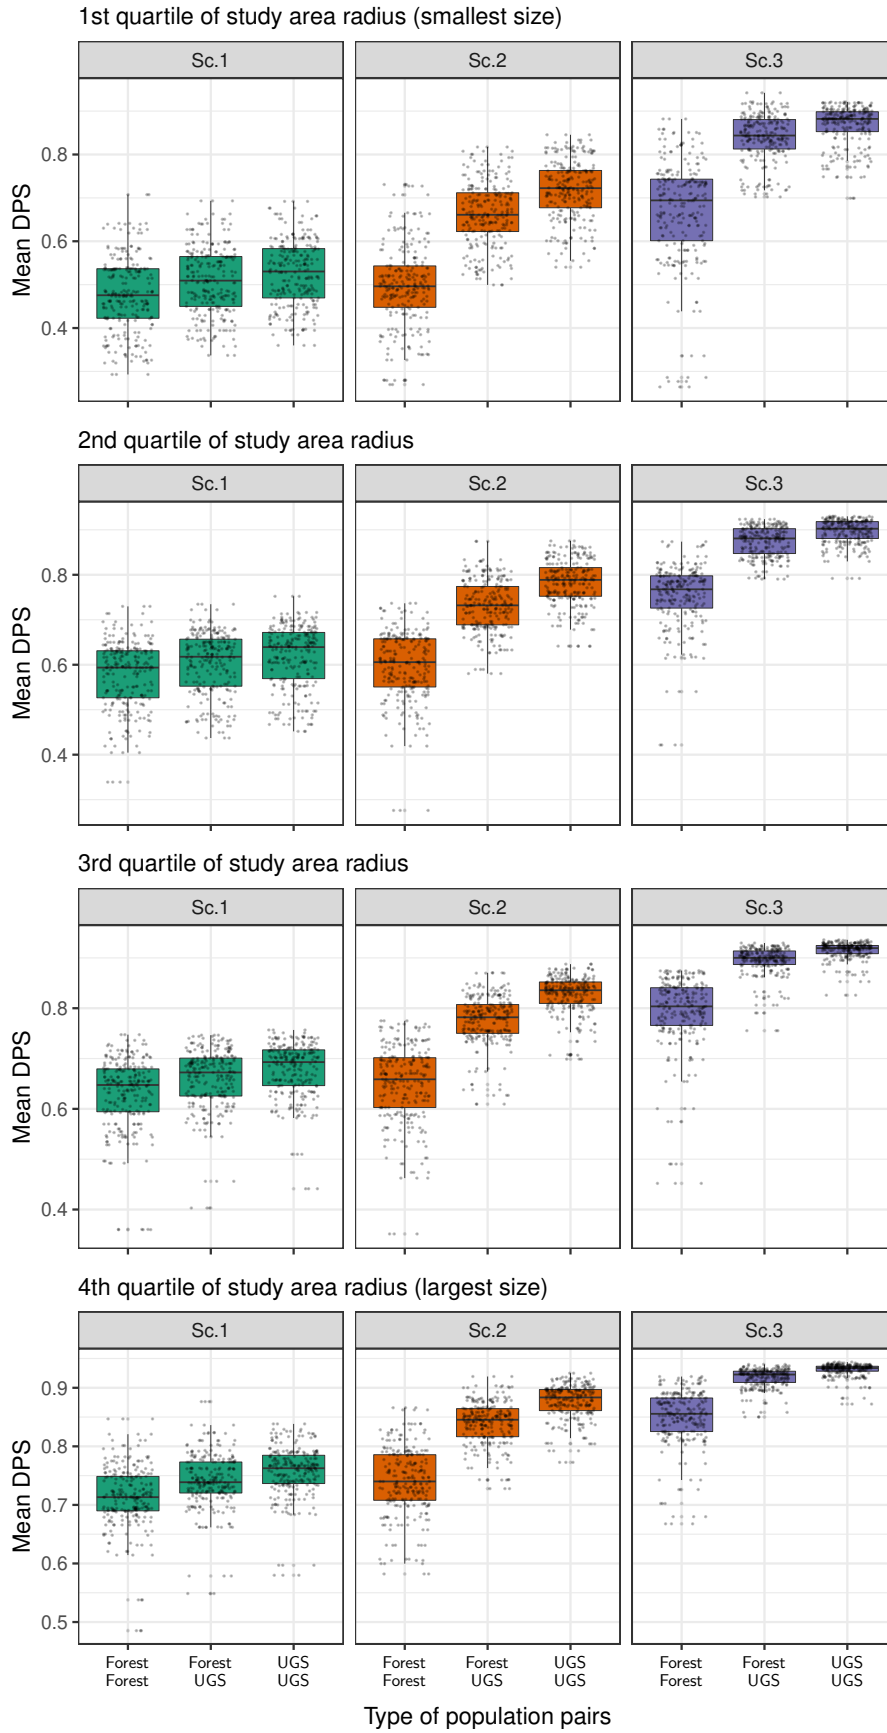 1st quartile of study area radius (smallest size)
Sc.1 Sc.2 Sc.3
0.8
0.6
0.4
Mean DPS
2nd quartile of study area radius
Sc.1 Sc.2 Sc.3
0.8
0.6
0.4
Mean DPS
3rd quartile of study area radius
Sc.1 Sc.2 Sc.3
0.8
0.6
0.4
Mean DPS
4th quartile of study area radius (largest size)
Sc.1 Sc.2 Sc.3
0.9
0.8
0.7
0.6
0.5
Mean DPS
Forest Forest UGS Forest Forest UGS Forest Forest UGS
Forest UGS UGS Forest UGS UGS Forest UGS UGS
Type of population pairs